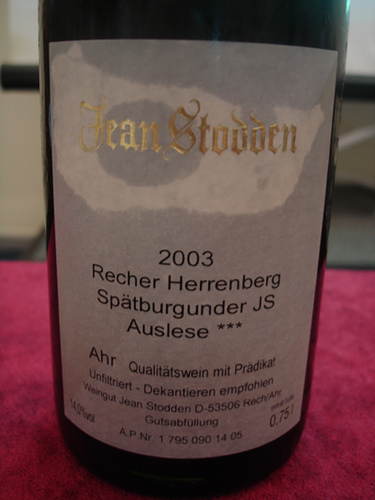 Jean Stodden
2003
Recher Herrenberg
Spätburgunder JS
Auslese ***
Ahr Qualitätswein mit Prädikat
Unfiltriert - Dekantieren empfohlen
Weingut Jean Stodden D-53506 Rech/Ahr
14,0%vol Gutsabfüllung 0,75 l
A.P.Nr. 1 795 090 14 05